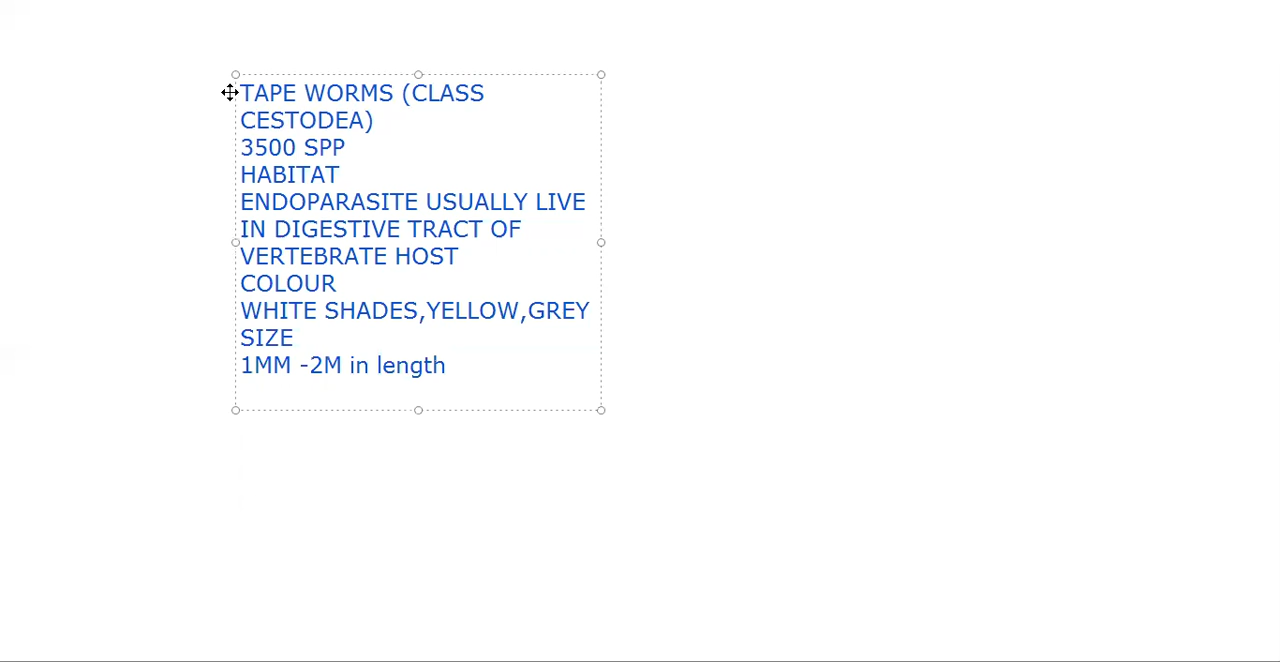 TAPE WORMS (CLASS
CESTODEA)
3500 SPP
HABITAT
ENDOPARASITE USUALLY LIVE
IN DIGESTIVE TRACT OF
VERTEBRATE HOST
COLOUR
WHITE SHADES,YELLOW,GREY
SIZE
1MM -2M in length